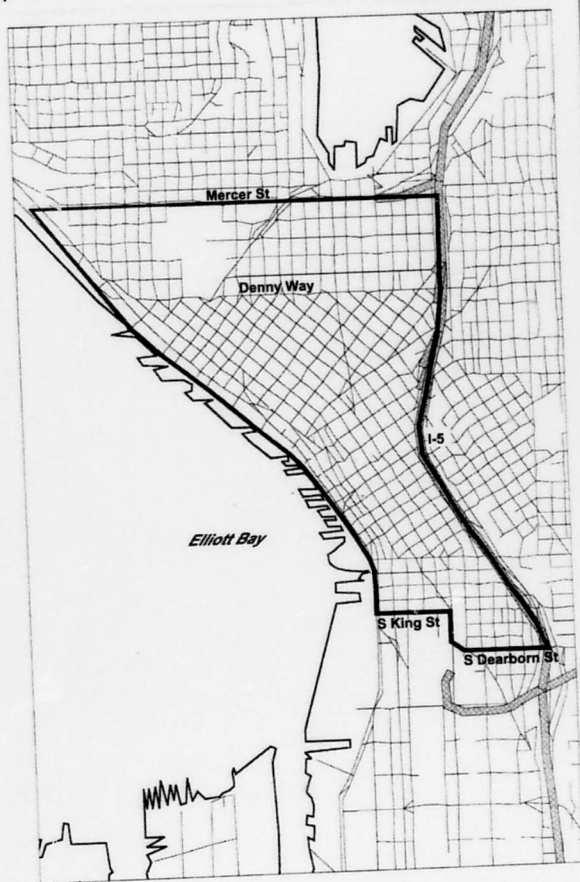 Mercer St
Denny Way
I-5
Elliott Bay
S King St
S Dearborn St